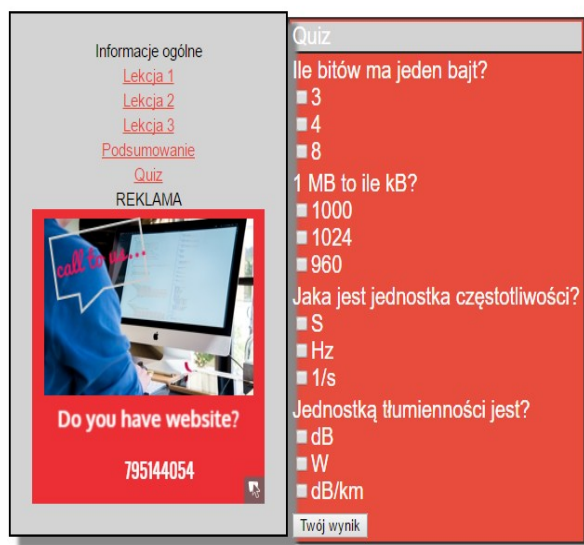 Informacje ogólne
Lekcja 1
Lekcja 2
Lekcja 3
Podsumowanie
Quiz
REKLAMA
call to us...
Do you have website?
795144054
Quiz
Ile bitów ma jeden bajt?
3
4
8
1 MB to ile kB?
1000
1024
960
Jaka jest jednostka częstotliwości?
S
Hz
1/s
Jednostką tłumienności jest?
dB
W
dB/km
Twój wynik